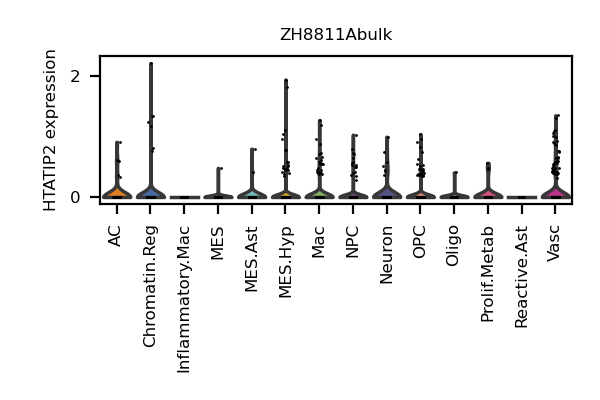 ZH8811Abulk
HTATIP2 expression
2
0
AC
Chromatin.Reg
Inflammatory.Mac
MES
MES.Ast
MES.Hyp
Mac
NPC
Neuron
OPC
Oligo
Prolif.Metab
Reactive.Ast
Vasc